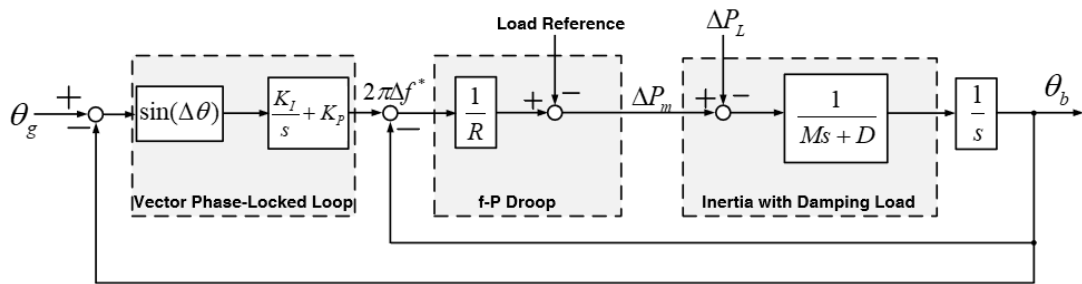 Load Reference
ΔP_L
θ_g
+
−
sin(Δθ)
K_I/s + K_P
2πΔf*
−
1/R
+
−
ΔP_m
+
−
1/(Ms + D)
1/s
θ_b
Vector Phase-Locked Loop
f-P Droop
Inertia with Damping Load